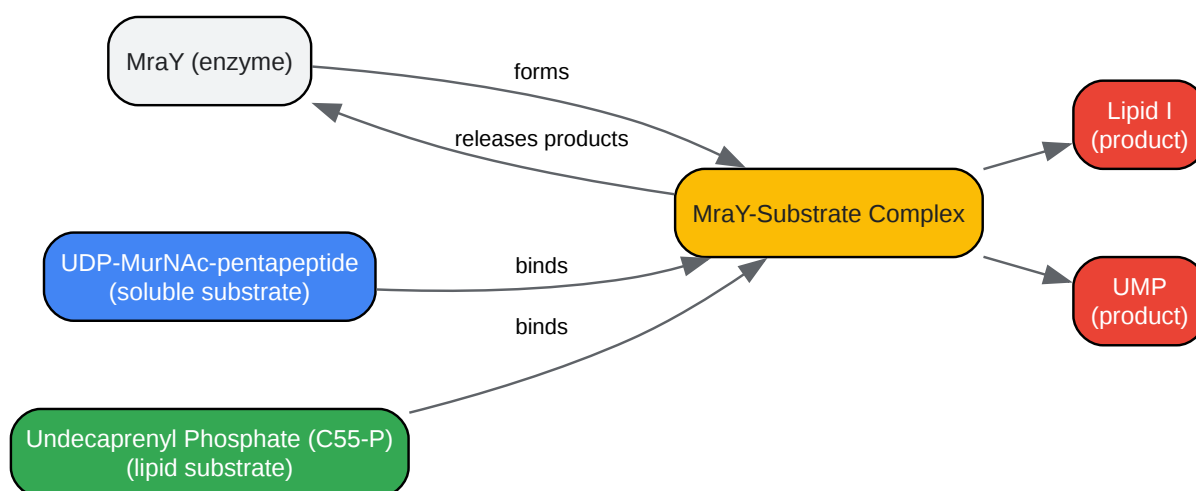 MraY (enzyme)
forms
releases products
Lipid I
(product)
MraY-Substrate Complex
UDP-MurNAc-pentapeptide
(soluble substrate)
binds
UMP
(product)
binds
Undecaprenyl Phosphate (C55-P)
(lipid substrate)